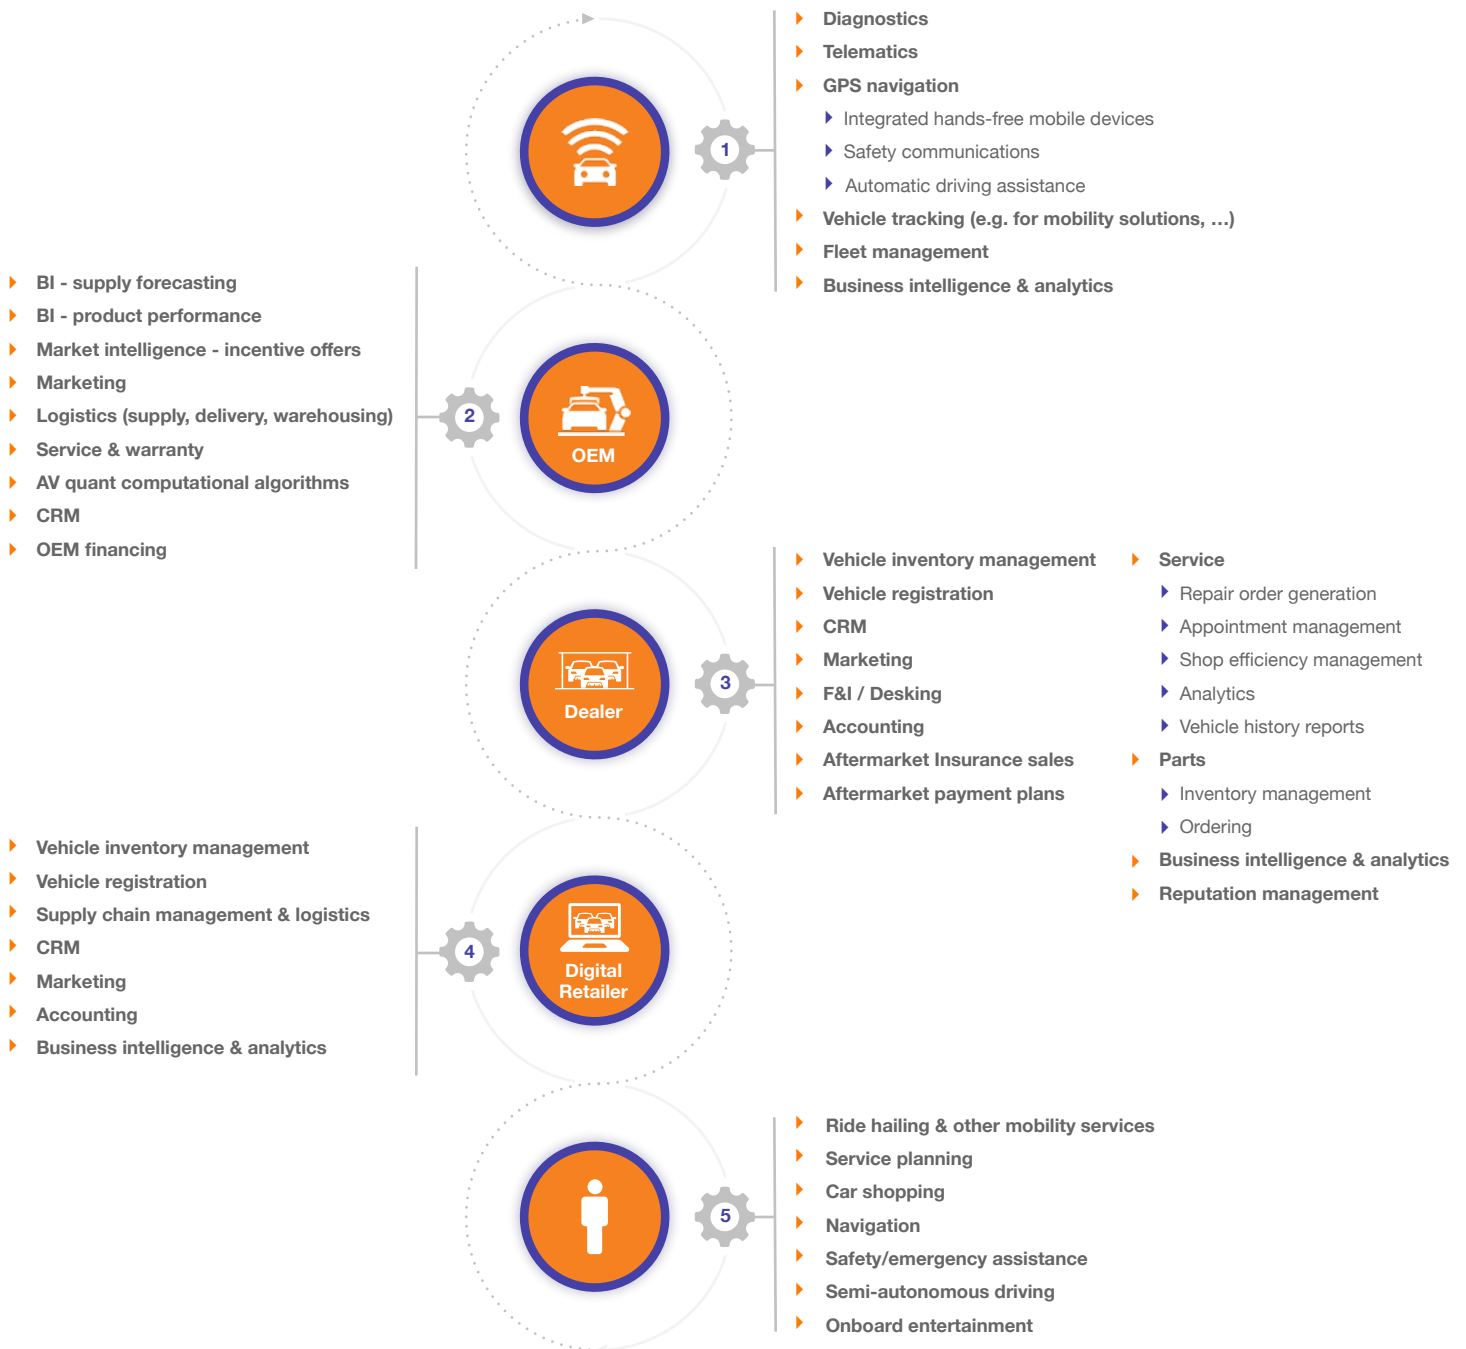 1
Diagnostics
Telematics
GPS navigation
Integrated hands-free mobile devices
Safety communications
Automatic driving assistance
Vehicle tracking (e.g. for mobility solutions, …)
Fleet management
Business intelligence & analytics
BI - supply forecasting
BI - product performance
Market intelligence - incentive offers
Marketing
Logistics (supply, delivery, warehousing)
Service & warranty
AV quant computational algorithms
CRM
OEM financing
2
OEM
Dealer
3
Vehicle inventory management
Vehicle registration
CRM
Marketing
F&I / Desking
Accounting
Aftermarket Insurance sales
Aftermarket payment plans
Service
Repair order generation
Appointment management
Shop efficiency management
Analytics
Vehicle history reports
Parts
Inventory management
Ordering
Business intelligence & analytics
Reputation management
Vehicle inventory management
Vehicle registration
Supply chain management & logistics
CRM
Marketing
Accounting
Business intelligence & analytics
4
Digital
Retailer
5
Ride hailing & other mobility services
Service planning
Car shopping
Navigation
Safety/emergency assistance
Semi-autonomous driving
Onboard entertainment